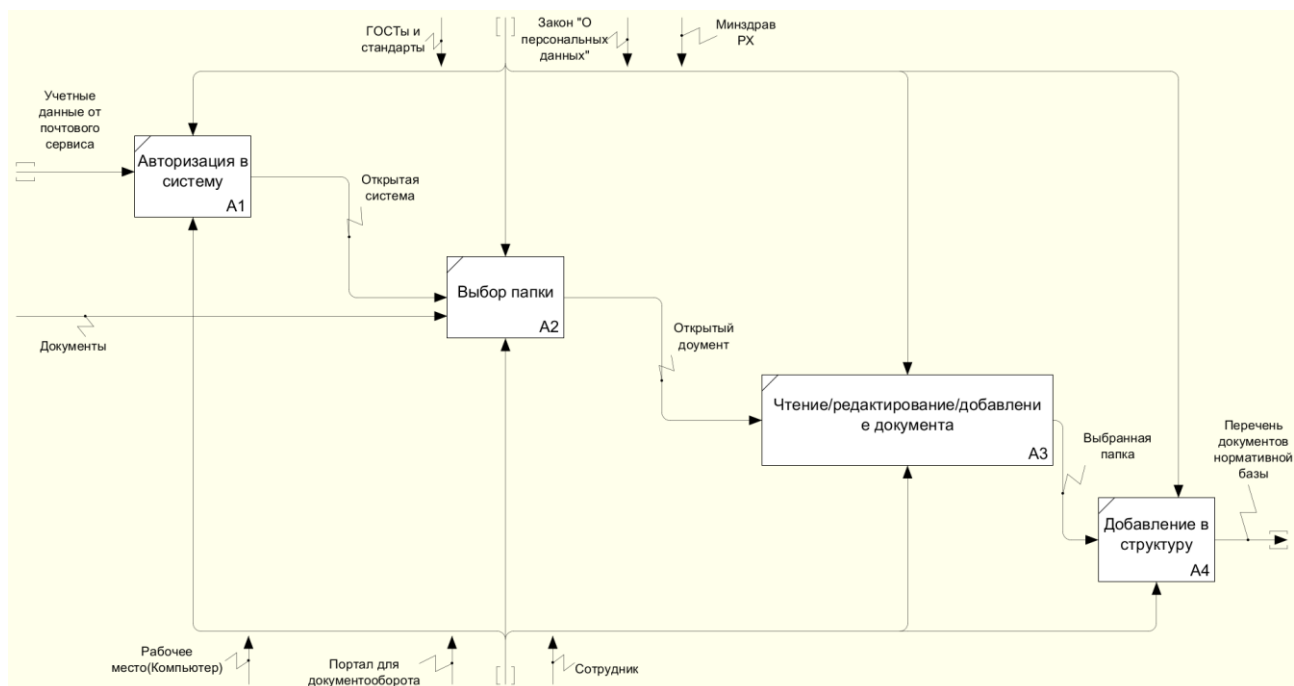 ГОСТы и
стандарты
Закон "О
персональных
данных"
Минздрав
РХ
Учетные
данные от
почтового
сервиса
Авторизация в
систему
A1
Открытая
система
Выбор папки
A2
Документы
Открытый
доумент
Чтение/редактирование/добавлени
е документа
A3
Выбранная
папка
Перечень
документов
нормативной
базы
Добавление в
структуру
A4
Рабочее
место(Компьютер)
Портал для
документооборота
Сотрудник